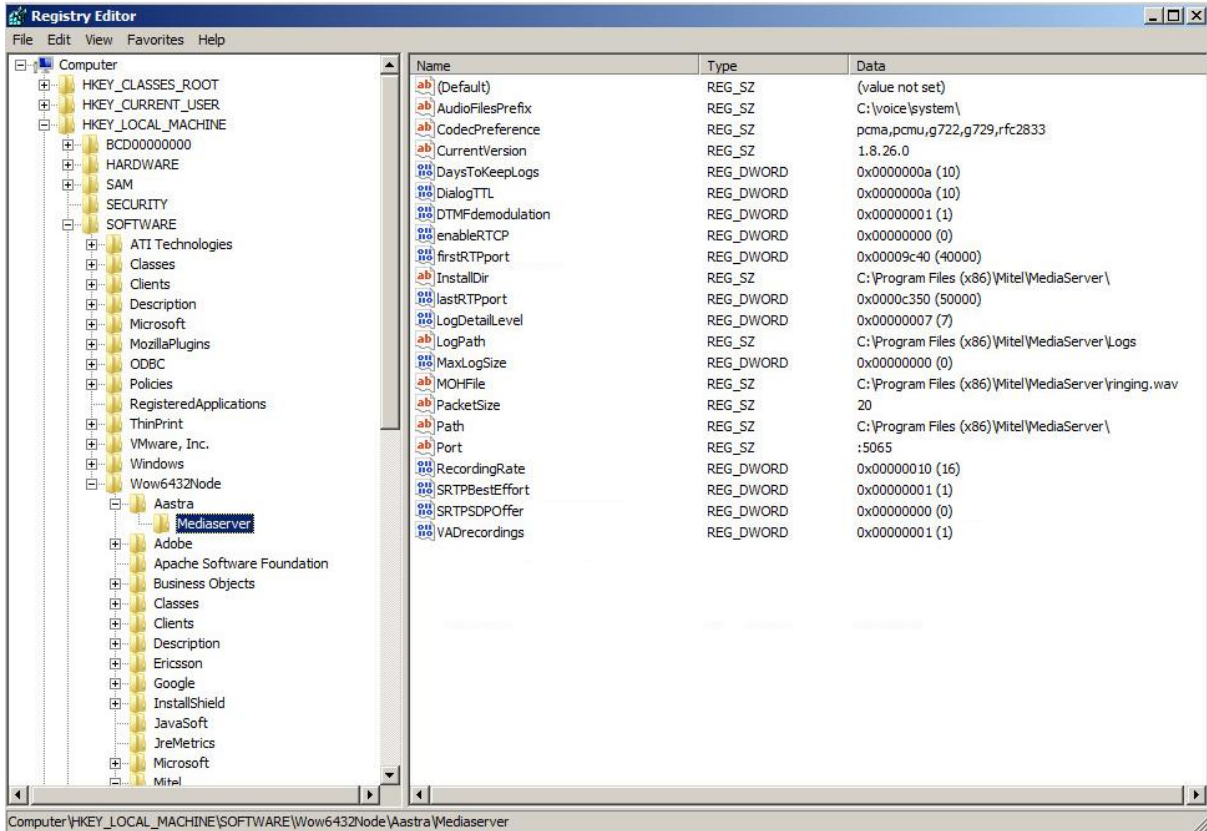 Registry Editor
File Edit View Favorites Help
Computer
HKEY_CLASSES_ROOT
HKEY_CURRENT_USER
HKEY_LOCAL_MACHINE
BCD00000000
HARDWARE
SAM
SECURITY
SOFTWARE
ATI Technologies
Classes
Clients
Description
Microsoft
MozillaPlugins
ODBC
Policies
RegisteredApplications
ThinPrint
VMware, Inc.
Windows
Wow6432Node
Aastra
Mediaserver
Adobe
Apache Software Foundation
Business Objects
Classes
Clients
Description
Ericsson
Google
InstallShield
JavaSoft
JreMetrics
Microsoft
Mitel
Name Type Data
(Default) REG_SZ (value not set)
AudioFilesPrefix REG_SZ C:\voice\system\
CodecPreference REG_SZ pcma,pcmu,g722,g729,rfc2833
CurrentVersion REG_SZ 1.8.26.0
DaysToKeepLogs REG_DWORD 0x0000000a (10)
DialogTTL REG_DWORD 0x0000000a (10)
DTMFdemodulation REG_DWORD 0x00000001 (1)
enableRTCP REG_DWORD 0x00000000 (0)
firstRTPport REG_DWORD 0x00009c40 (40000)
InstallDir REG_SZ C:\Program Files (x86)\Mitel\MediaServer\
lastRTPport REG_DWORD 0x0000c350 (50000)
LogDetailLevel REG_DWORD 0x00000007 (7)
LogPath REG_SZ C:\Program Files (x86)\Mitel\MediaServer\Logs
MaxLogSize REG_DWORD 0x00000000 (0)
MOHFile REG_SZ C:\Program Files (x86)\Mitel\MediaServer\ringing.wav
PacketSize REG_SZ 20
Path REG_SZ C:\Program Files (x86)\Mitel\MediaServer\
Port REG_SZ :5065
RecordingRate REG_DWORD 0x00000010 (16)
SRTPBestEffort REG_DWORD 0x00000001 (1)
SRTPSDPOffer REG_DWORD 0x00000000 (0)
VADrecordings REG_DWORD 0x00000001 (1)
Computer\HKEY_LOCAL_MACHINE\SOFTWARE\Wow6432Node\Aastra\Mediaserver